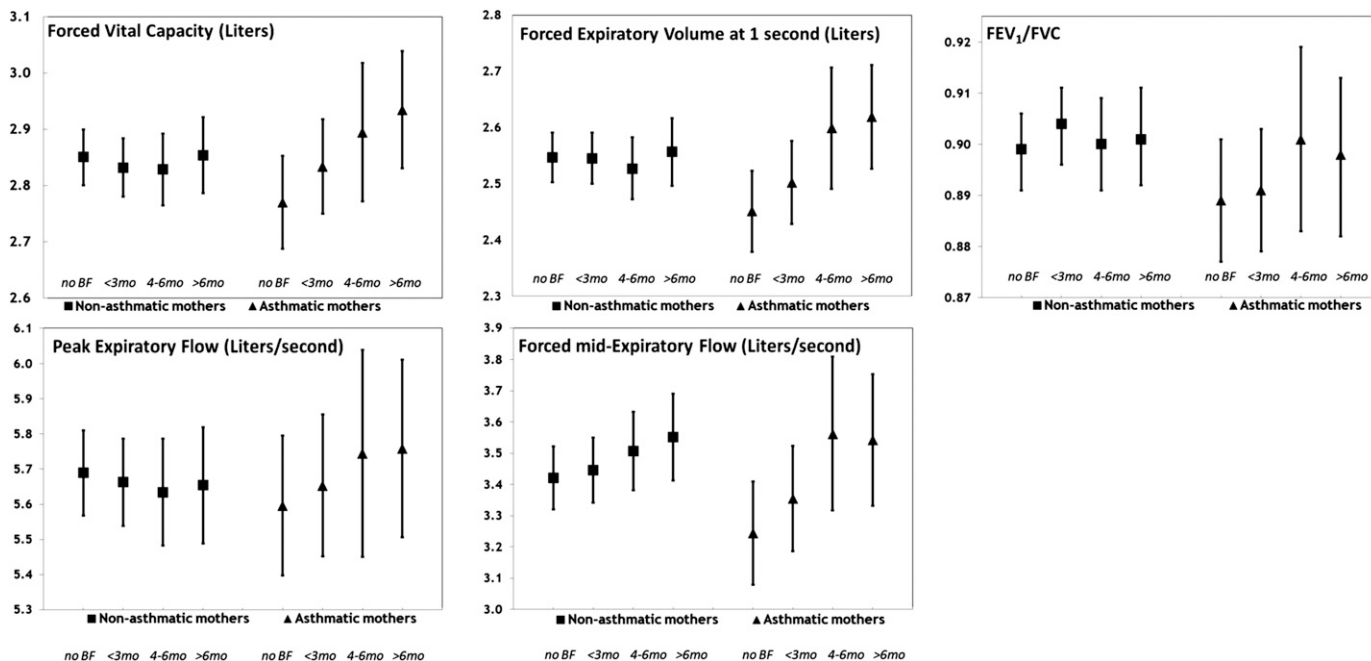 Forced Vital Capacity (Liters)
3.1
3.0
2.9
2.8
2.7
2.6
no BF <3mo 4-6mo >6mo no BF <3mo 4-6mo >6mo
■ Non-asthmatic mothers ▲ Asthmatic mothers
Forced Expiratory Volume at 1 second (Liters)
2.8
2.7
2.6
2.5
2.4
2.3
no BF <3mo 4-6mo >6mo no BF <3mo 4-6mo >6mo
■ Non-asthmatic mothers ▲ Asthmatic mothers
FEV₁/FVC
0.92
0.91
0.90
0.89
0.88
0.87
no BF <3mo 4-6mo >6mo no BF <3mo 4-6mo >6mo
■ Non-asthmatic mothers ▲ Asthmatic mothers
Peak Expiratory Flow (Liters/second)
6.1
6.0
5.9
5.8
5.7
5.6
5.5
5.4
5.3
■ Non-asthmatic mothers ▲ Asthmatic mothers
no BF <3mo 4-6mo >6mo no BF <3mo 4-6mo >6mo
Forced mid-Expiratory Flow (Liters/second)
3.9
3.8
3.7
3.6
3.5
3.4
3.3
3.2
3.1
3.0
■ Non-asthmatic mothers ▲ Asthmatic mothers
no BF <3mo 4-6mo >6mo no BF <3mo 4-6mo >6mo